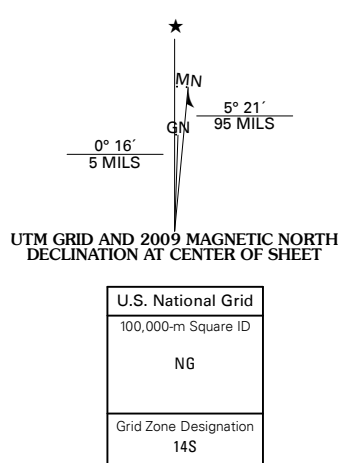 ★
MN
5° 21´
95 MILS
GN
0° 16´
5 MILS
UTM GRID AND 2009 MAGNETIC NORTH
DECLINATION AT CENTER OF SHEET
U.S. National Grid
100,000-m Square ID
NG
Grid Zone Designation
14S